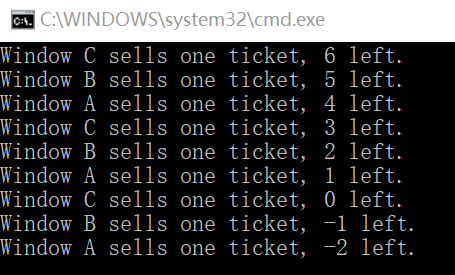 C:\WINDOWS\system32\cmd.exe
Window C sells one ticket, 6 left.
Window B sells one ticket, 5 left.
Window A sells one ticket, 4 left.
Window C sells one ticket, 3 left.
Window B sells one ticket, 2 left.
Window A sells one ticket, 1 left.
Window C sells one ticket, 0 left.
Window B sells one ticket, -1 left.
Window A sells one ticket, -2 left.